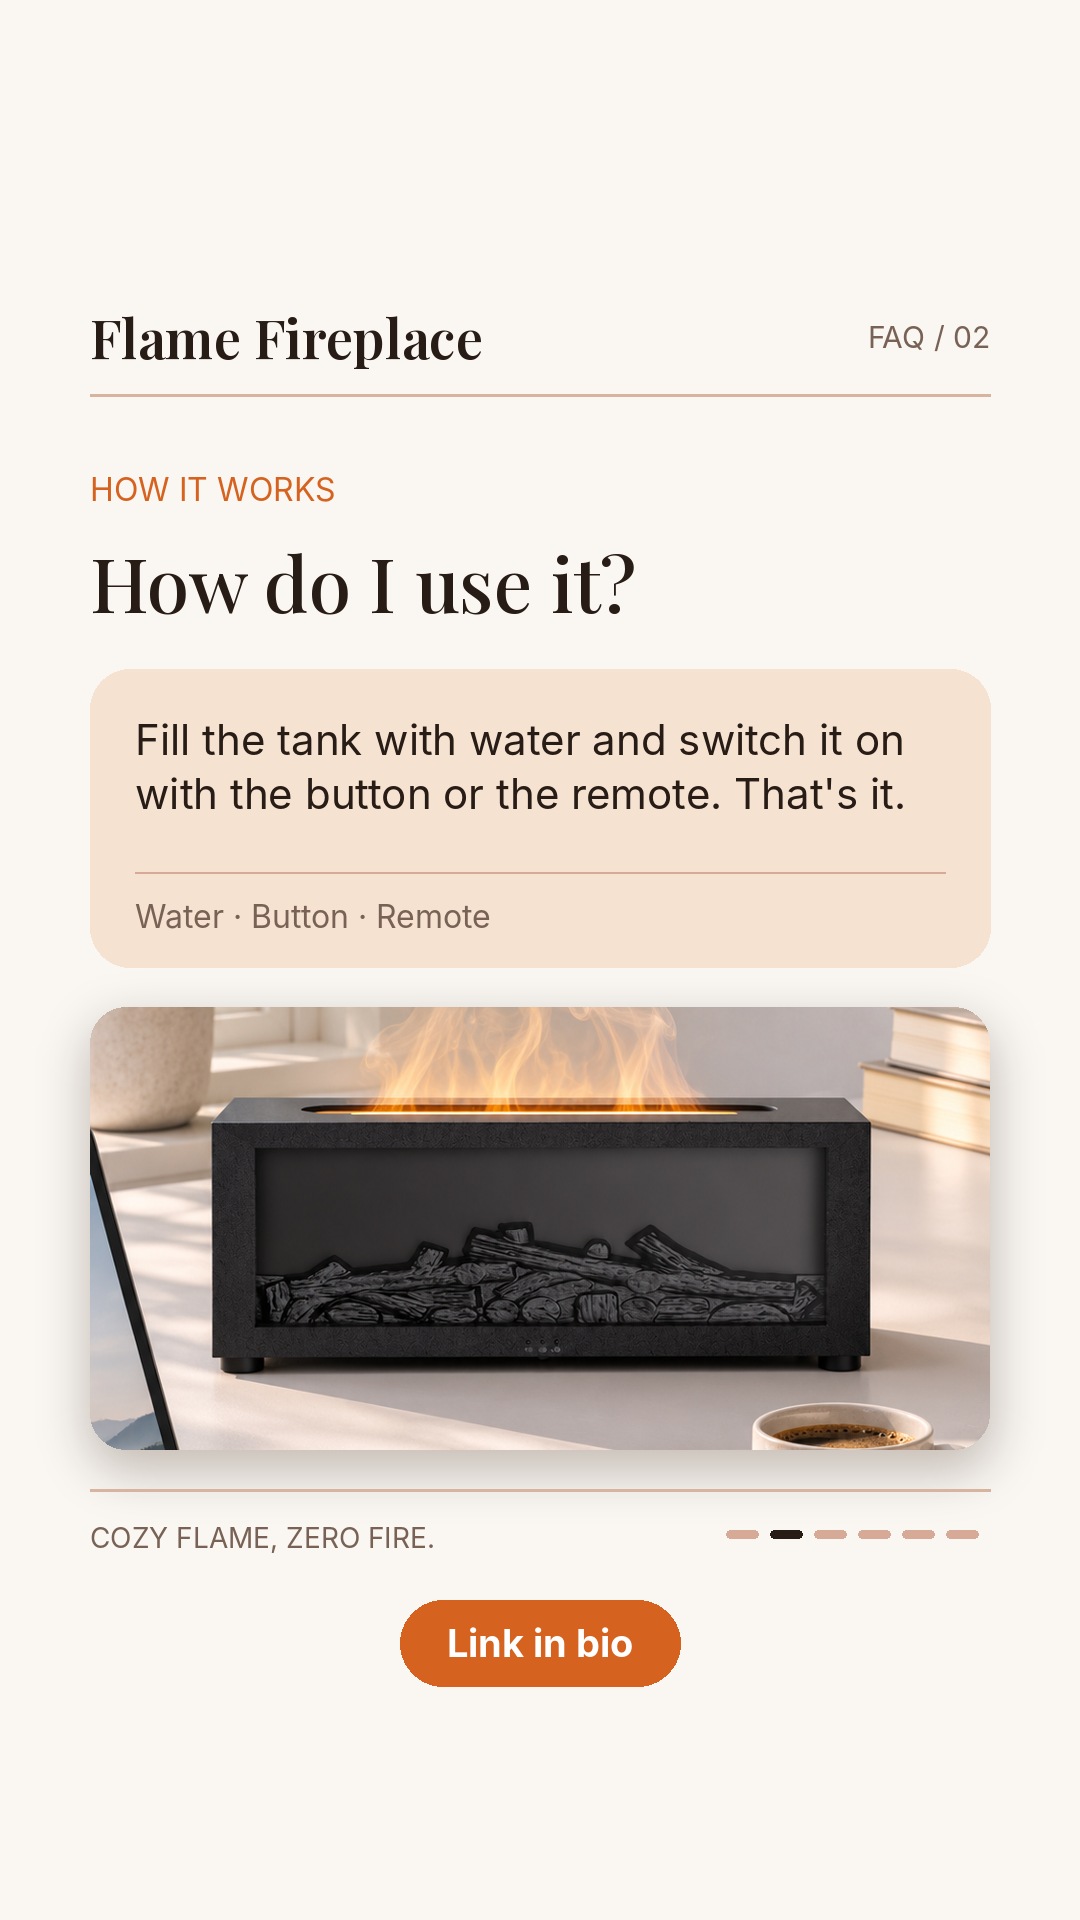 Flame Fireplace
FAQ / 02
HOW IT WORKS
How do I use it?
Fill the tank with water and switch it on
with the button or the remote. That's it.
Water · Button · Remote
COZY FLAME, ZERO FIRE.
Link in bio